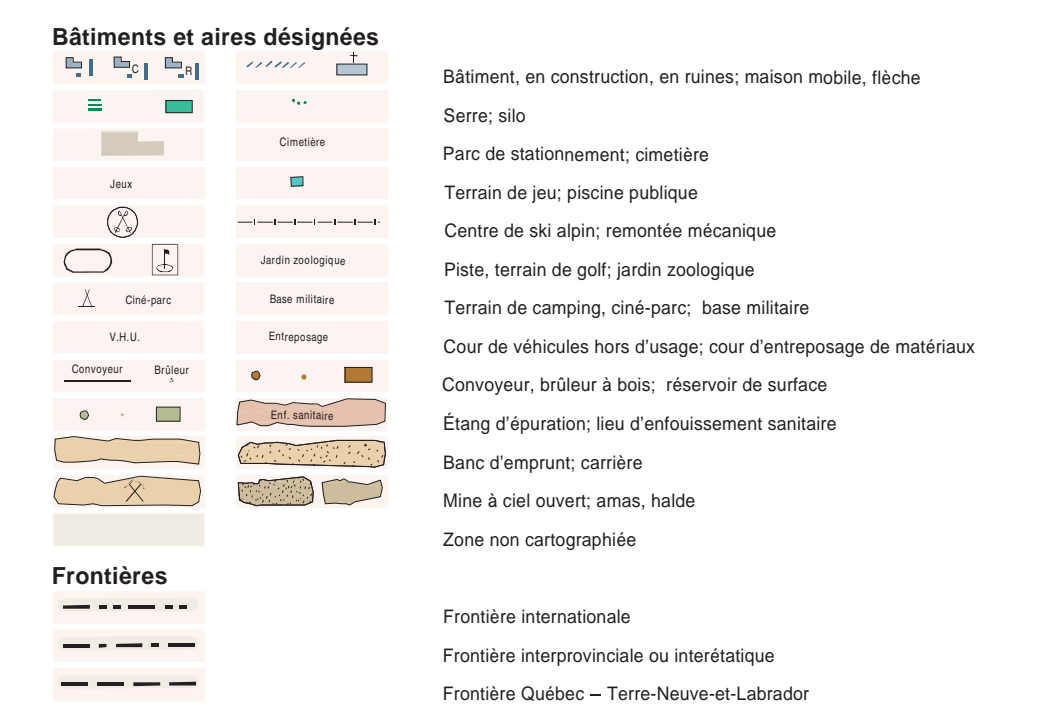 Bâtiments et aires désignées
C R Bâtiment, en construction, en ruines; maison mobile, flèche
Serre; silo
Cimetière Parc de stationnement; cimetière
Jeux Terrain de jeu; piscine publique
Centre de ski alpin; remontée mécanique
Jardin zoologique Piste, terrain de golf; jardin zoologique
Ciné-parc Base militaire Terrain de camping, ciné-parc; base militaire
V.H.U. Entreposage Cour de véhicules hors d'usage; cour d'entreposage de matériaux
Convoyeur Brûleur Convoyeur, brûleur à bois; réservoir de surface
Enf. sanitaire Étang d'épuration; lieu d'enfouissement sanitaire
Banc d'emprunt; carrière
Mine à ciel ouvert; amas, halde
Zone non cartographiée
Frontières
Frontière internationale
Frontière interprovinciale ou interétatique
Frontière Québec – Terre-Neuve-et-Labrador